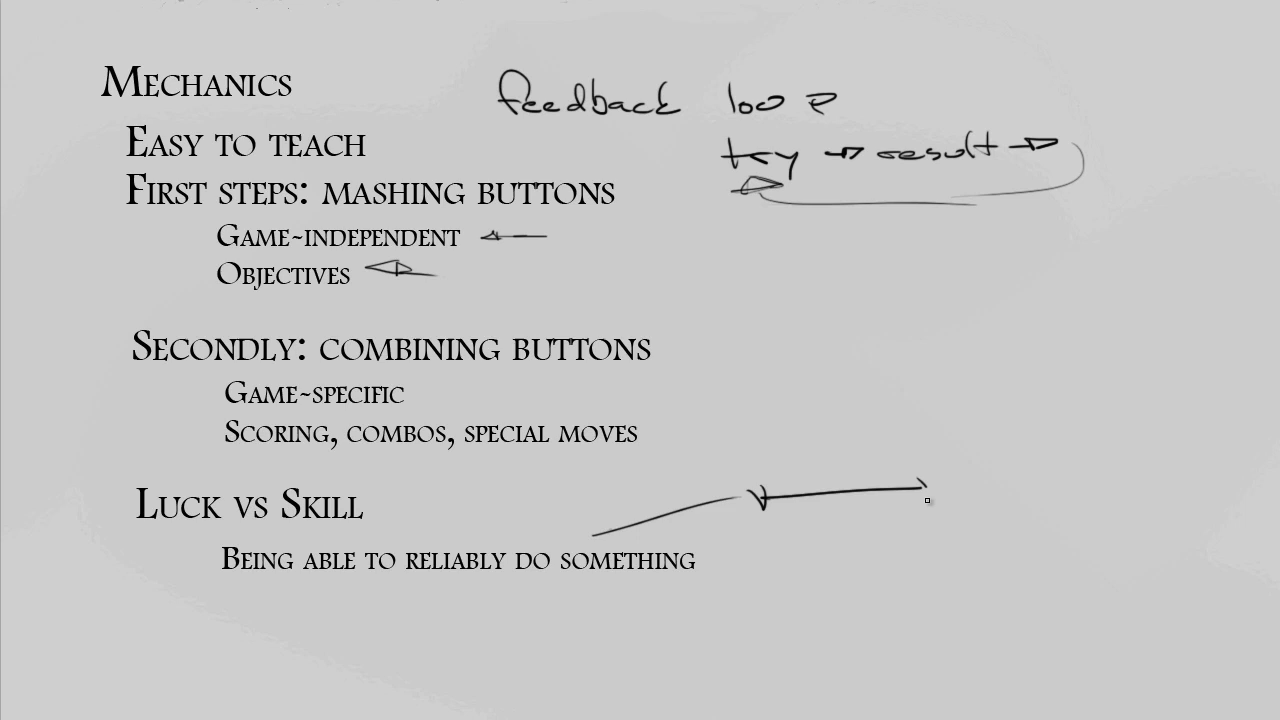 Mechanics
feedback loop
Easy to teach
try → result →
First steps: mashing buttons
Game-independent
Objectives
Secondly: combining buttons
Game-specific
Scoring, combos, special moves
Luck vs Skill
Being able to reliably do something